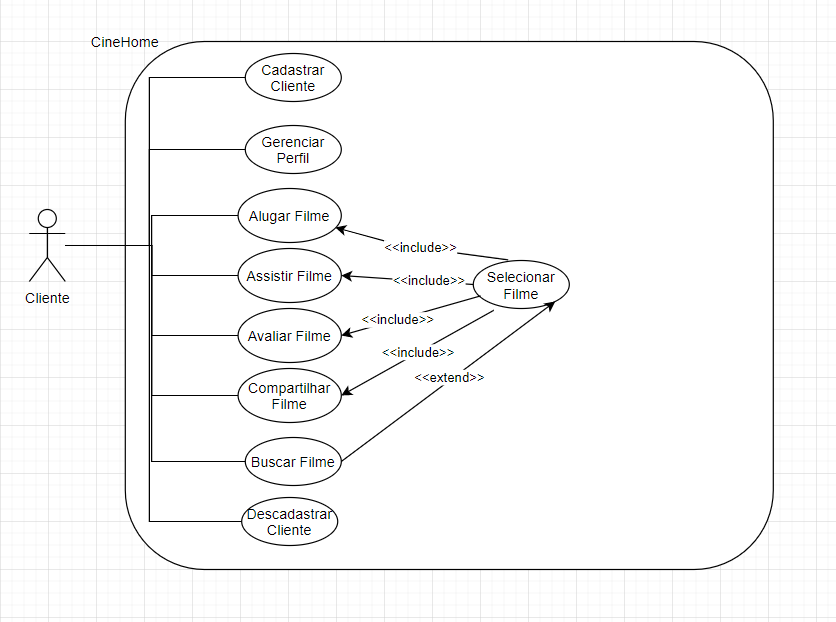 CineHome
Cadastrar
Cliente
Gerenciar
Perfil
Alugar Filme
<<include>>
Assistir Filme
<<include>>
Selecionar
Filme
Cliente
<<include>>
Avaliar Filme
<<include>>
<<extend>>
Compartilhar
Filme
Buscar Filme
Descadastrar
Cliente